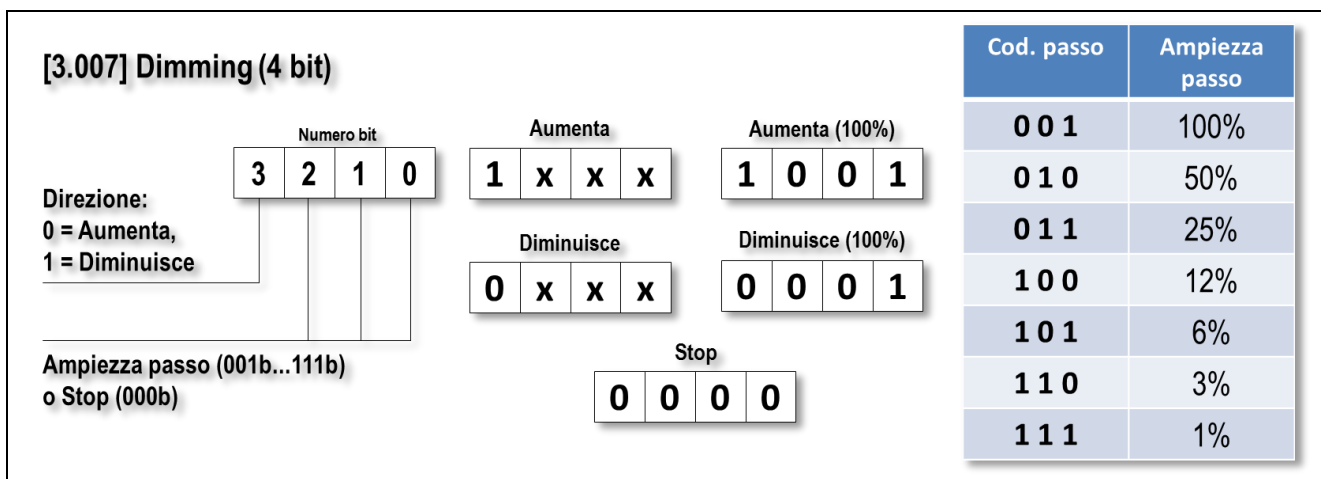 [3.007] Dimming (4 bit)
Numero bit
3 2 1 0
Direzione:
0 = Aumenta,
1 = Diminuisce
Ampiezza passo (001b...111b)
o Stop (000b)
Aumenta
1 x x x
Aumenta (100%)
1 0 0 1
Diminuisce
0 x x x
Diminuisce (100%)
0 0 0 1
Stop
0 0 0 0
Cod. passo Ampiezza
passo
0 0 1 100%
0 1 0 50%
0 1 1 25%
1 0 0 12%
1 0 1 6%
1 1 0 3%
1 1 1 1%